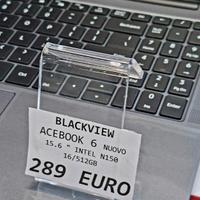 BLACKVIEW
ACEBOOK 6 NUOVO
15.6 " INTEL N150
16/512GB
289 EURO